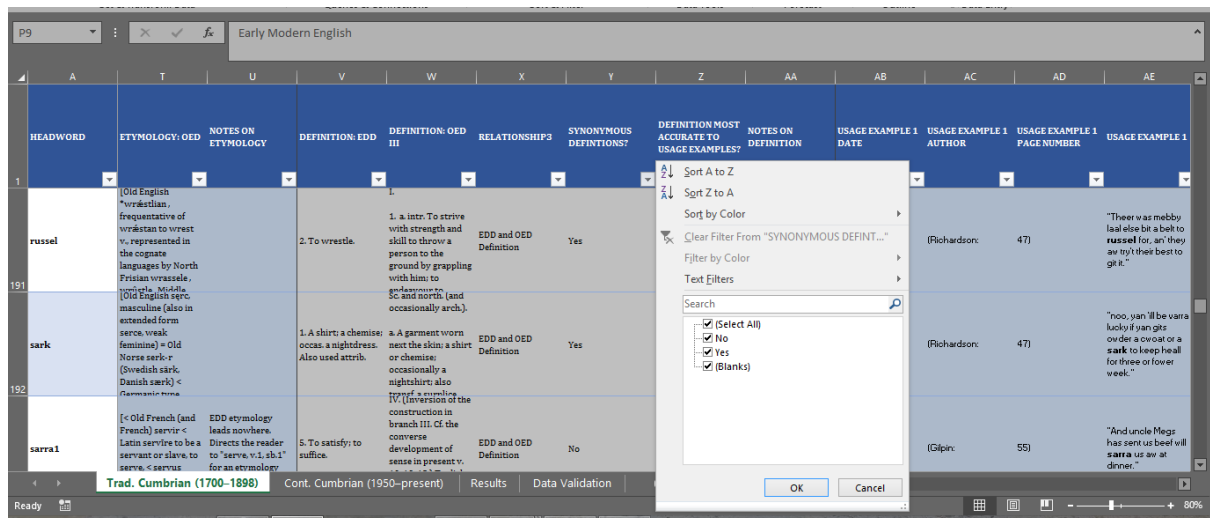 P9
fx
Early Modern English
A
T
U
V
W
X
Y
Z
AA
AB
AC
AD
AE
1
HEADWORD
ETYMOLOGY: OED
NOTES ON
ETYMOLOGY
DEFINITION: EDD
DEFINITION: OED
III
RELATIONSHIP3
SYNONYMOUS
DEFINTIONS?
DEFINITION MOST
ACCURATE TO
USAGE EXAMPLES?
NOTES ON
DEFINITION
USAGE EXAMPLE 1
DATE
USAGE EXAMPLE 1
AUTHOR
USAGE EXAMPLE 1
PAGE NUMBER
USAGE EXAMPLE 1
191
russel
[Old English
*wrǽstlian ,
frequentative of
wrǽstan to wrest
v., represented in
the cognate
languages by North
Frisian wrassele ,
2. To wrestle.
I.
1. a. intr. To strive
with strength and
skill to throw a
person to the
ground by grappling
with him; to
endeavour to
EDD and OED
Definition
Yes
(Richardson:
47)
"Theer was mebby
laal else bit a belt to
russel for, an' they
aw try't their best to
git it."
192
sark
[Old English sęrc,
masculine (also in
extended form
serce, weak
feminine) = Old
Norse serk-r
(Swedish särk,
Danish særk) <
Germanic type
1. A shirt; a chemise;
occas. a nightdress.
Also used attrib.
Sc. and north. (and
occasionally arch.).
a. A garment worn
next the skin; a shirt
or chemise;
occasionally a
nightshirt; also
transf. a surplice.
EDD and OED
Definition
Yes
(Richardson:
47)
"noo, yan 'ill be varra
lucky if yan gits
owder a cwoat or a
sark to keep heall
for three or fower
week."
sarra1
[< Old French (and
French) servir <
Latin servīre to be a
servant or slave, to
serve, < servus
EDD etymology
leads nowhere.
Directs the reader
to "serve, v.1, sb.1"
for an etymology
5. To satisfy; to
suffice.
IV. (Inversion of the
construction in
branch III. Cf. the
converse
development of
sense in present v.
EDD and OED
Definition
No
(Gilpin:
55)
"And uncle Megs
has sent us beef will
sarra us aw at
dinner."
Sort A to Z
Sort Z to A
Sort by Color
Clear Filter From "SYNONYMOUS DEFINT..."
Filter by Color
Text Filters
Search
(Select All)
No
Yes
(Blanks)
OK
Cancel
Trad. Cumbrian (1700–1898)
Cont. Cumbrian (1950–present)
Results
Data Validation
Ready
80%